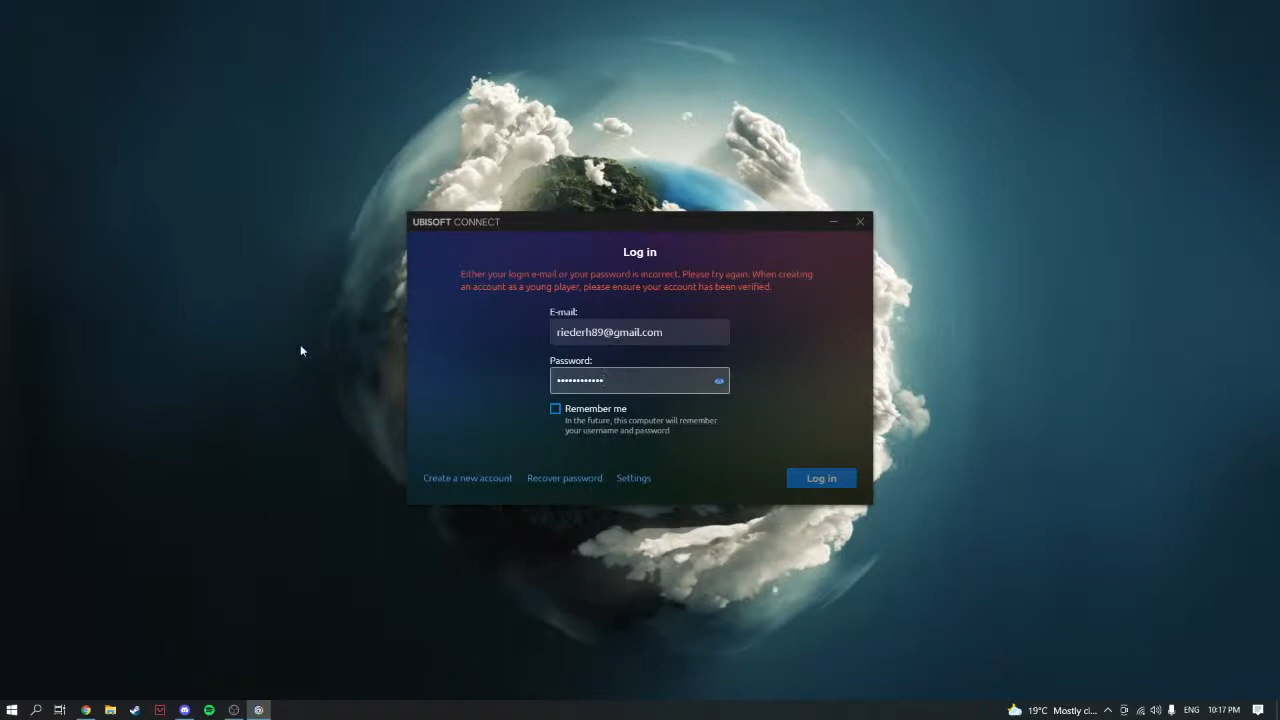 UBISOFT CONNECT
Log in
Either your login e-mail or your password is incorrect. Please try again. When creating
an account as a young player, please ensure your account has been verified.
E-mail:
riederh89@gmail.com
Password:
••••••••••••
Remember me
In the future, this computer will remember
your username and password
Create a new account Recover password Settings Log in
19°C Mostly cl... ENG 10:17 PM